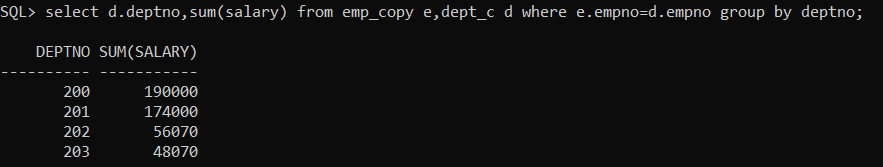 SQL> select d.deptno,sum(salary) from emp_copy e,dept_c d where e.empno=d.empno group by deptno;
    DEPTNO SUM(SALARY)
---------- -----------
       200      190000
       201      174000
       202       56070
       203       48070